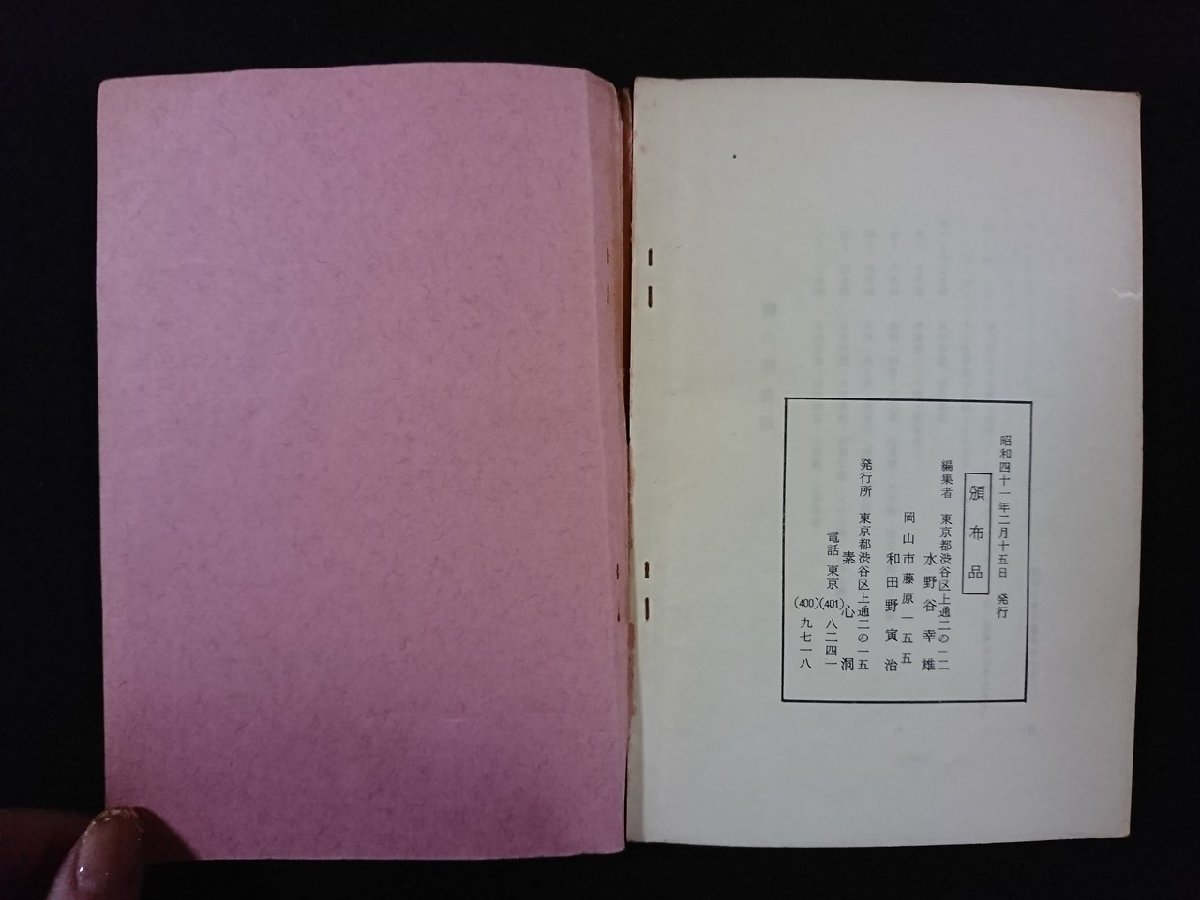 昭和四十一年二月十五日 発行
頒布品
編集者 東京都渋谷区上通二の二二
水野谷幸雄
岡山市藤原一五五
和田野寅治
発行所 東京都渋谷区上通二の一五
素心洞
電話 東京(401)八二四一
(400)九七一八